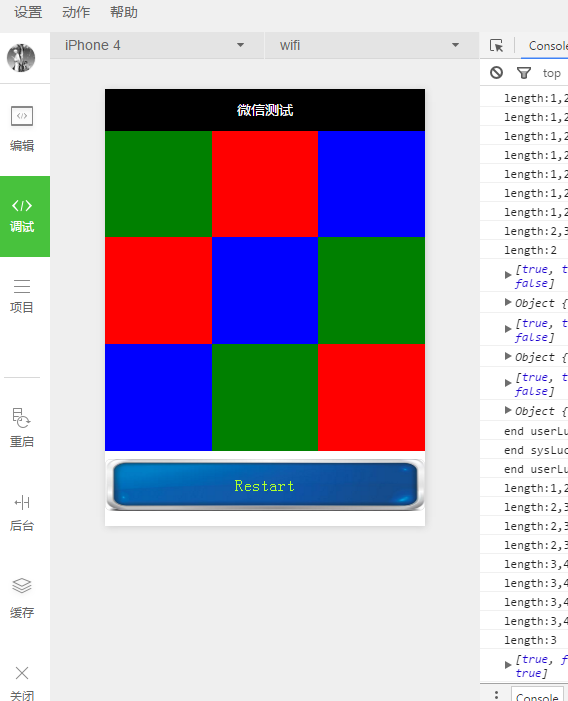 设置 动作 帮助
iPhone 4 wifi
Console
top
编辑
调试
项目
重启
后台
缓存
关闭
微信测试
Restart
length:1,2
length:1,2
length:1,2
length:1,2
length:1,2
length:1,2
length:1,2
length:2,3
length:2
[true, t
false]
Object {
[true, t
false]
Object {
[true, t
false]
Object {
end userLu
end sysLuc
end userLu
length:1,2
length:2,3
length:2,3
length:2,3
length:3,4
length:3,4
length:3,4
length:3,4
length:3
[true, f
true]
Console